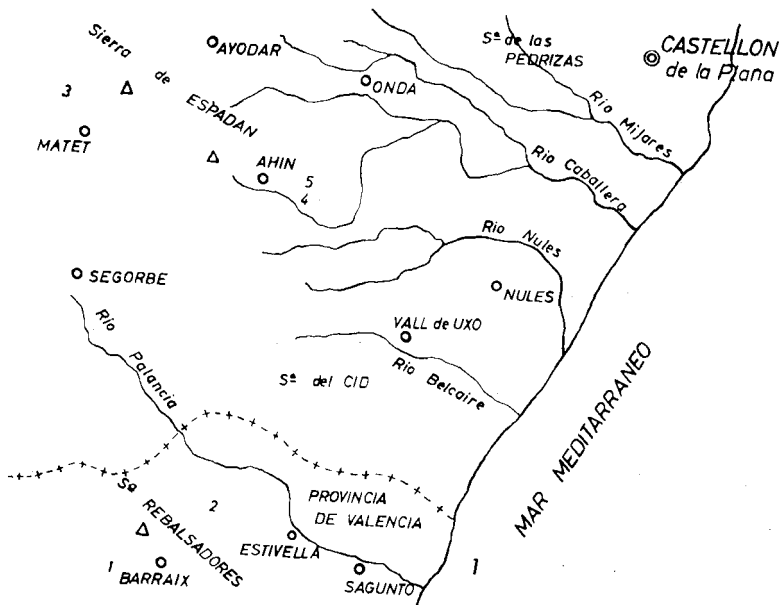 Sierra
de
ESPADAN
AYODAR
Sª de las
PEDRIZAS
CASTELLON
de la Plana
3
ONDA
MATET
Rio Mijares
AHIN
5
4
Rio Caballera
Rio Nules
SEGORBE
NULES
Rio
Palancia
VALL de UXO
Sª del CID
Rio Belcaire
MAR MEDITARRANEO
Sª REBALSADORES
2
PROVINCIA
DE VALENCIA
ESTIVELLA
1
BARRAIX
SAGUNTO
1